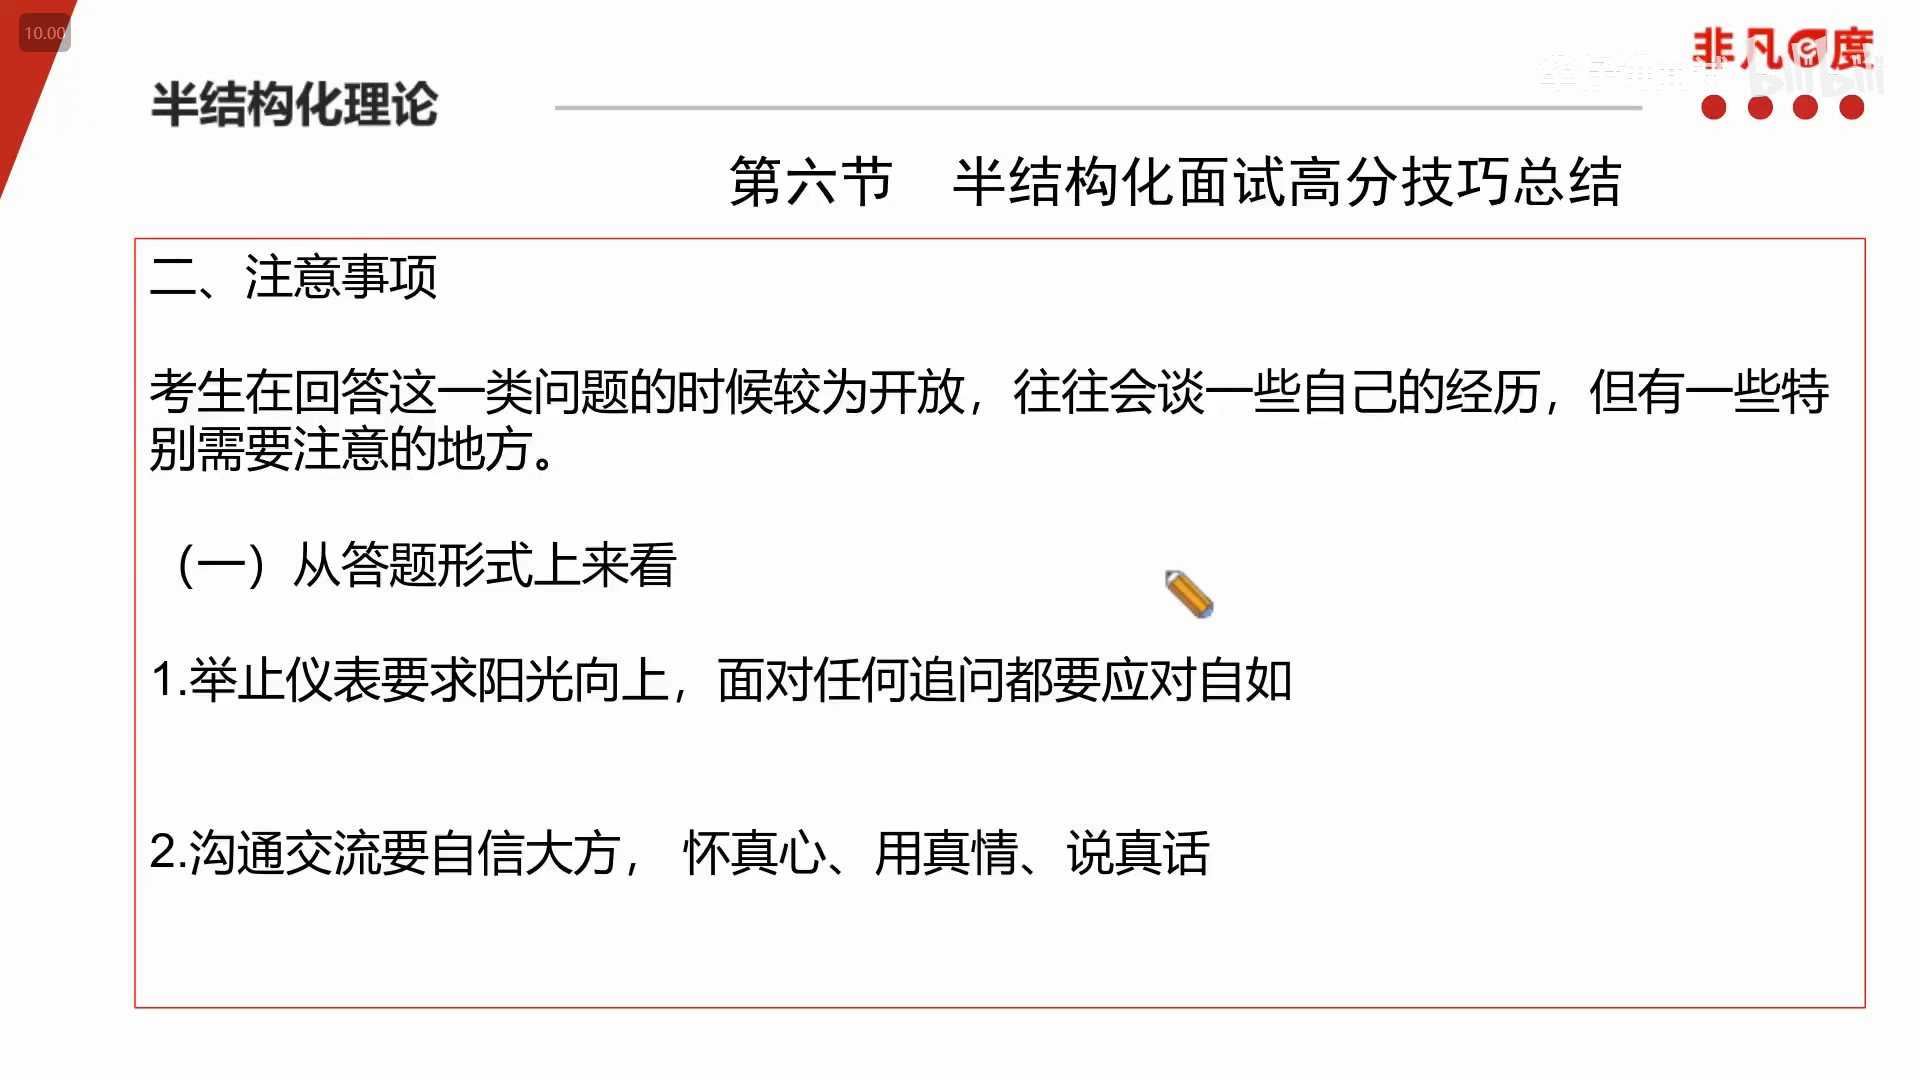 10.00
非凡度
半结构化理论
第六节 半结构化面试高分技巧总结
二、注意事项
考生在回答这一类问题的时候较为开放，往往会谈一些自己的经历，但有一些特
别需要注意的地方。
（一）从答题形式上来看
1.举止仪表要求阳光向上，面对任何追问都要应对自如
2.沟通交流要自信大方， 怀真心、用真情、说真话